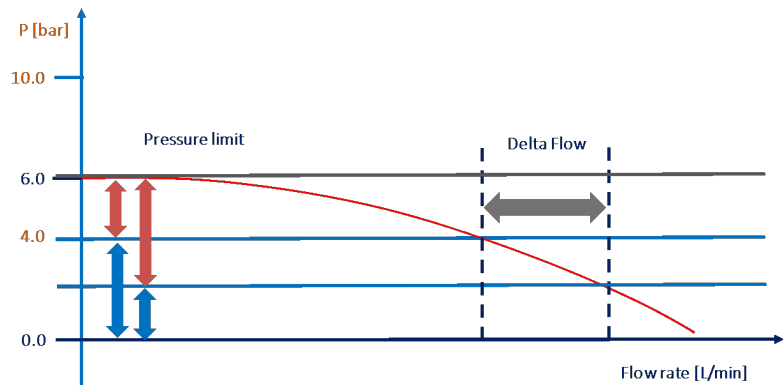 P [bar]
10.0
Pressure limit
Delta Flow
6.0
4.0
0.0
Flow rate [L/min]